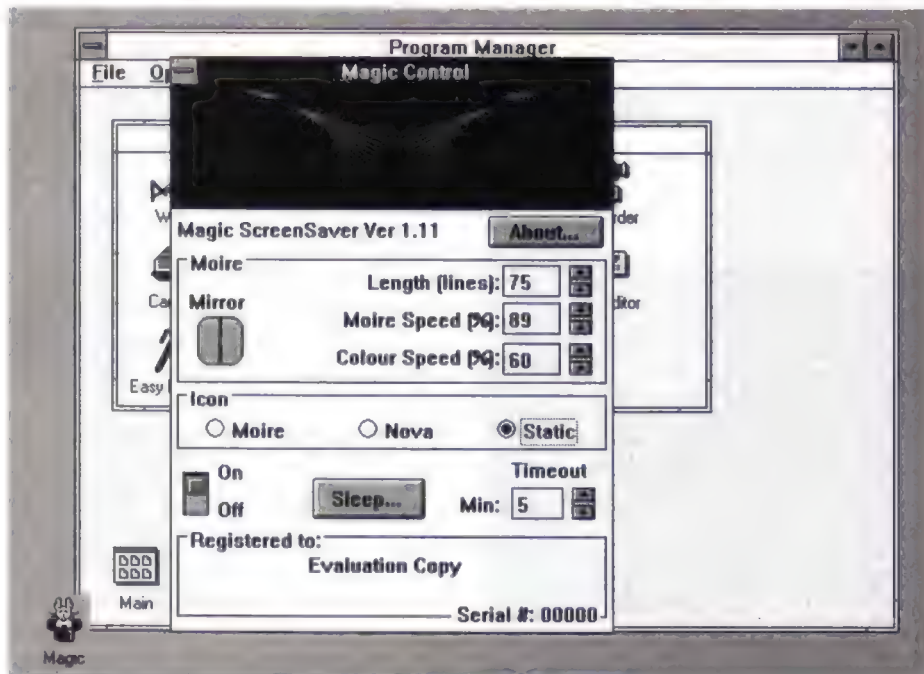 Program Manager
File
Magic Control
Magic ScreenSaver Ver 1.11 About...
Moire
Length (lines): 75
Mirror
Moire Speed (%): 89
Colour Speed (%): 60
Easy
Icon
Moire Nova Static
On
Off
Sleep...
Timeout
Min: 5
Registered to:
Evaluation Copy
Serial #: 00000
Main
Magic